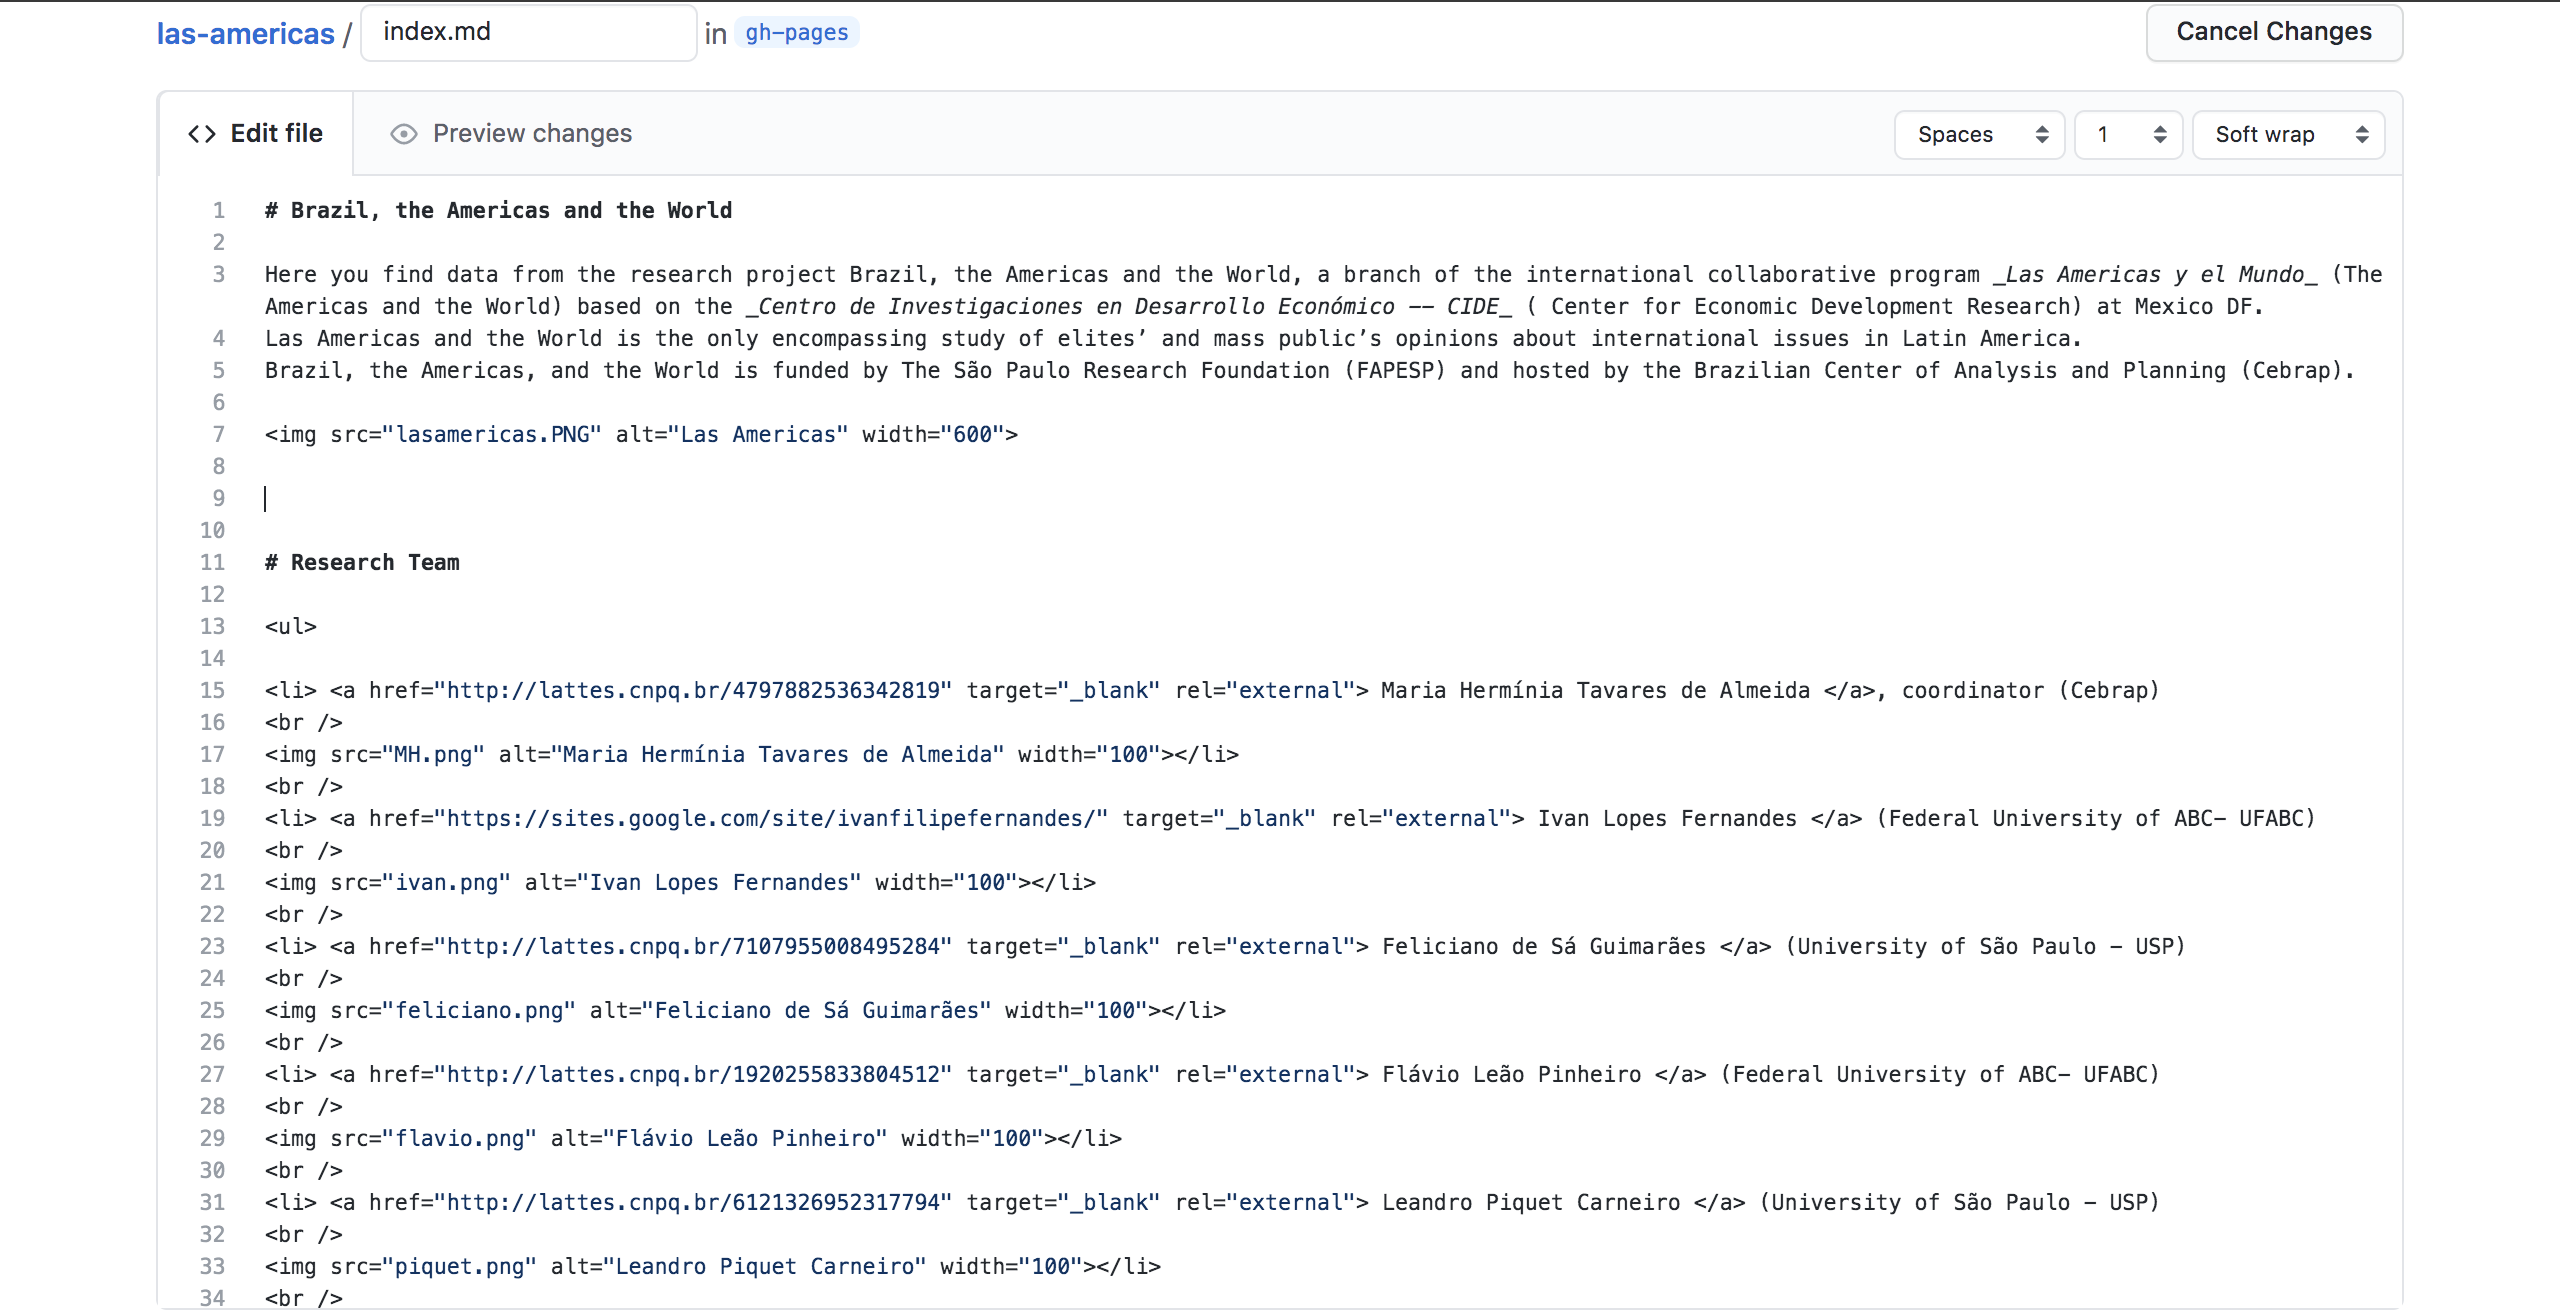 las-americas / index.md in gh-pages Cancel Changes
<> Edit file Preview changes Spaces 1 Soft wrap
1 # Brazil, the Americas and the World
2
3 Here you find data from the research project Brazil, the Americas and the World, a branch of the international collaborative program _Las Americas y el Mundo_ (The
Americas and the World) based on the _Centro de Investigaciones en Desarrollo Económico -- CIDE_ ( Center for Economic Development Research) at Mexico DF.
4 Las Americas and the World is the only encompassing study of elites’ and mass public’s opinions about international issues in Latin America.
5 Brazil, the Americas, and the World is funded by The São Paulo Research Foundation (FAPESP) and hosted by the Brazilian Center of Analysis and Planning (Cebrap).
6
7 <img src="lasamericas.PNG" alt="Las Americas" width="600">
8
9
10
11 # Research Team
12
13 <ul>
14
15 <li> <a href="http://lattes.cnpq.br/4797882536342819" target="_blank" rel="external"> Maria Hermínia Tavares de Almeida </a>, coordinator (Cebrap)
16 <br />
17 <img src="MH.png" alt="Maria Hermínia Tavares de Almeida" width="100"></li>
18 <br />
19 <li> <a href="https://sites.google.com/site/ivanfilipefernandes/" target="_blank" rel="external"> Ivan Lopes Fernandes </a> (Federal University of ABC- UFABC)
20 <br />
21 <img src="ivan.png" alt="Ivan Lopes Fernandes" width="100"></li>
22 <br />
23 <li> <a href="http://lattes.cnpq.br/7107955008495284" target="_blank" rel="external"> Feliciano de Sá Guimarães </a> (University of São Paulo - USP)
24 <br />
25 <img src="feliciano.png" alt="Feliciano de Sá Guimarães" width="100"></li>
26 <br />
27 <li> <a href="http://lattes.cnpq.br/1920255833804512" target="_blank" rel="external"> Flávio Leão Pinheiro </a> (Federal University of ABC- UFABC)
28 <br />
29 <img src="flavio.png" alt="Flávio Leão Pinheiro" width="100"></li>
30 <br />
31 <li> <a href="http://lattes.cnpq.br/6121326952317794" target="_blank" rel="external"> Leandro Piquet Carneiro </a> (University of São Paulo - USP)
32 <br />
33 <img src="piquet.png" alt="Leandro Piquet Carneiro" width="100"></li>
34 <br />